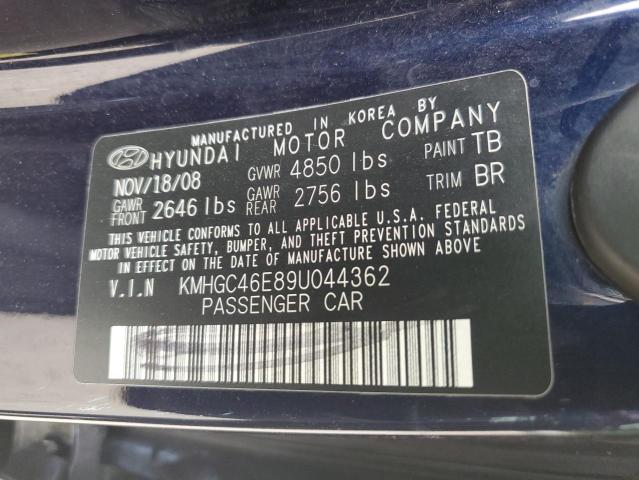 MANUFACTURED IN KOREA BY
HYUNDAI MOTOR COMPANY
NOV/18/08 GVWR 4850 lbs PAINT TB
GAWR FRONT 2646 lbs GAWR REAR 2756 lbs TRIM BR
THIS VEHICLE CONFORMS TO ALL APPLICABLE U.S.A. FEDERAL
MOTOR VEHICLE SAFETY, BUMPER, AND THEFT PREVENTION STANDARDS
IN EFFECT ON THE DATE OF MANUFACTURE SHOWN ABOVE.
V.I.N KMHGC46E89U044362
PASSENGER CAR